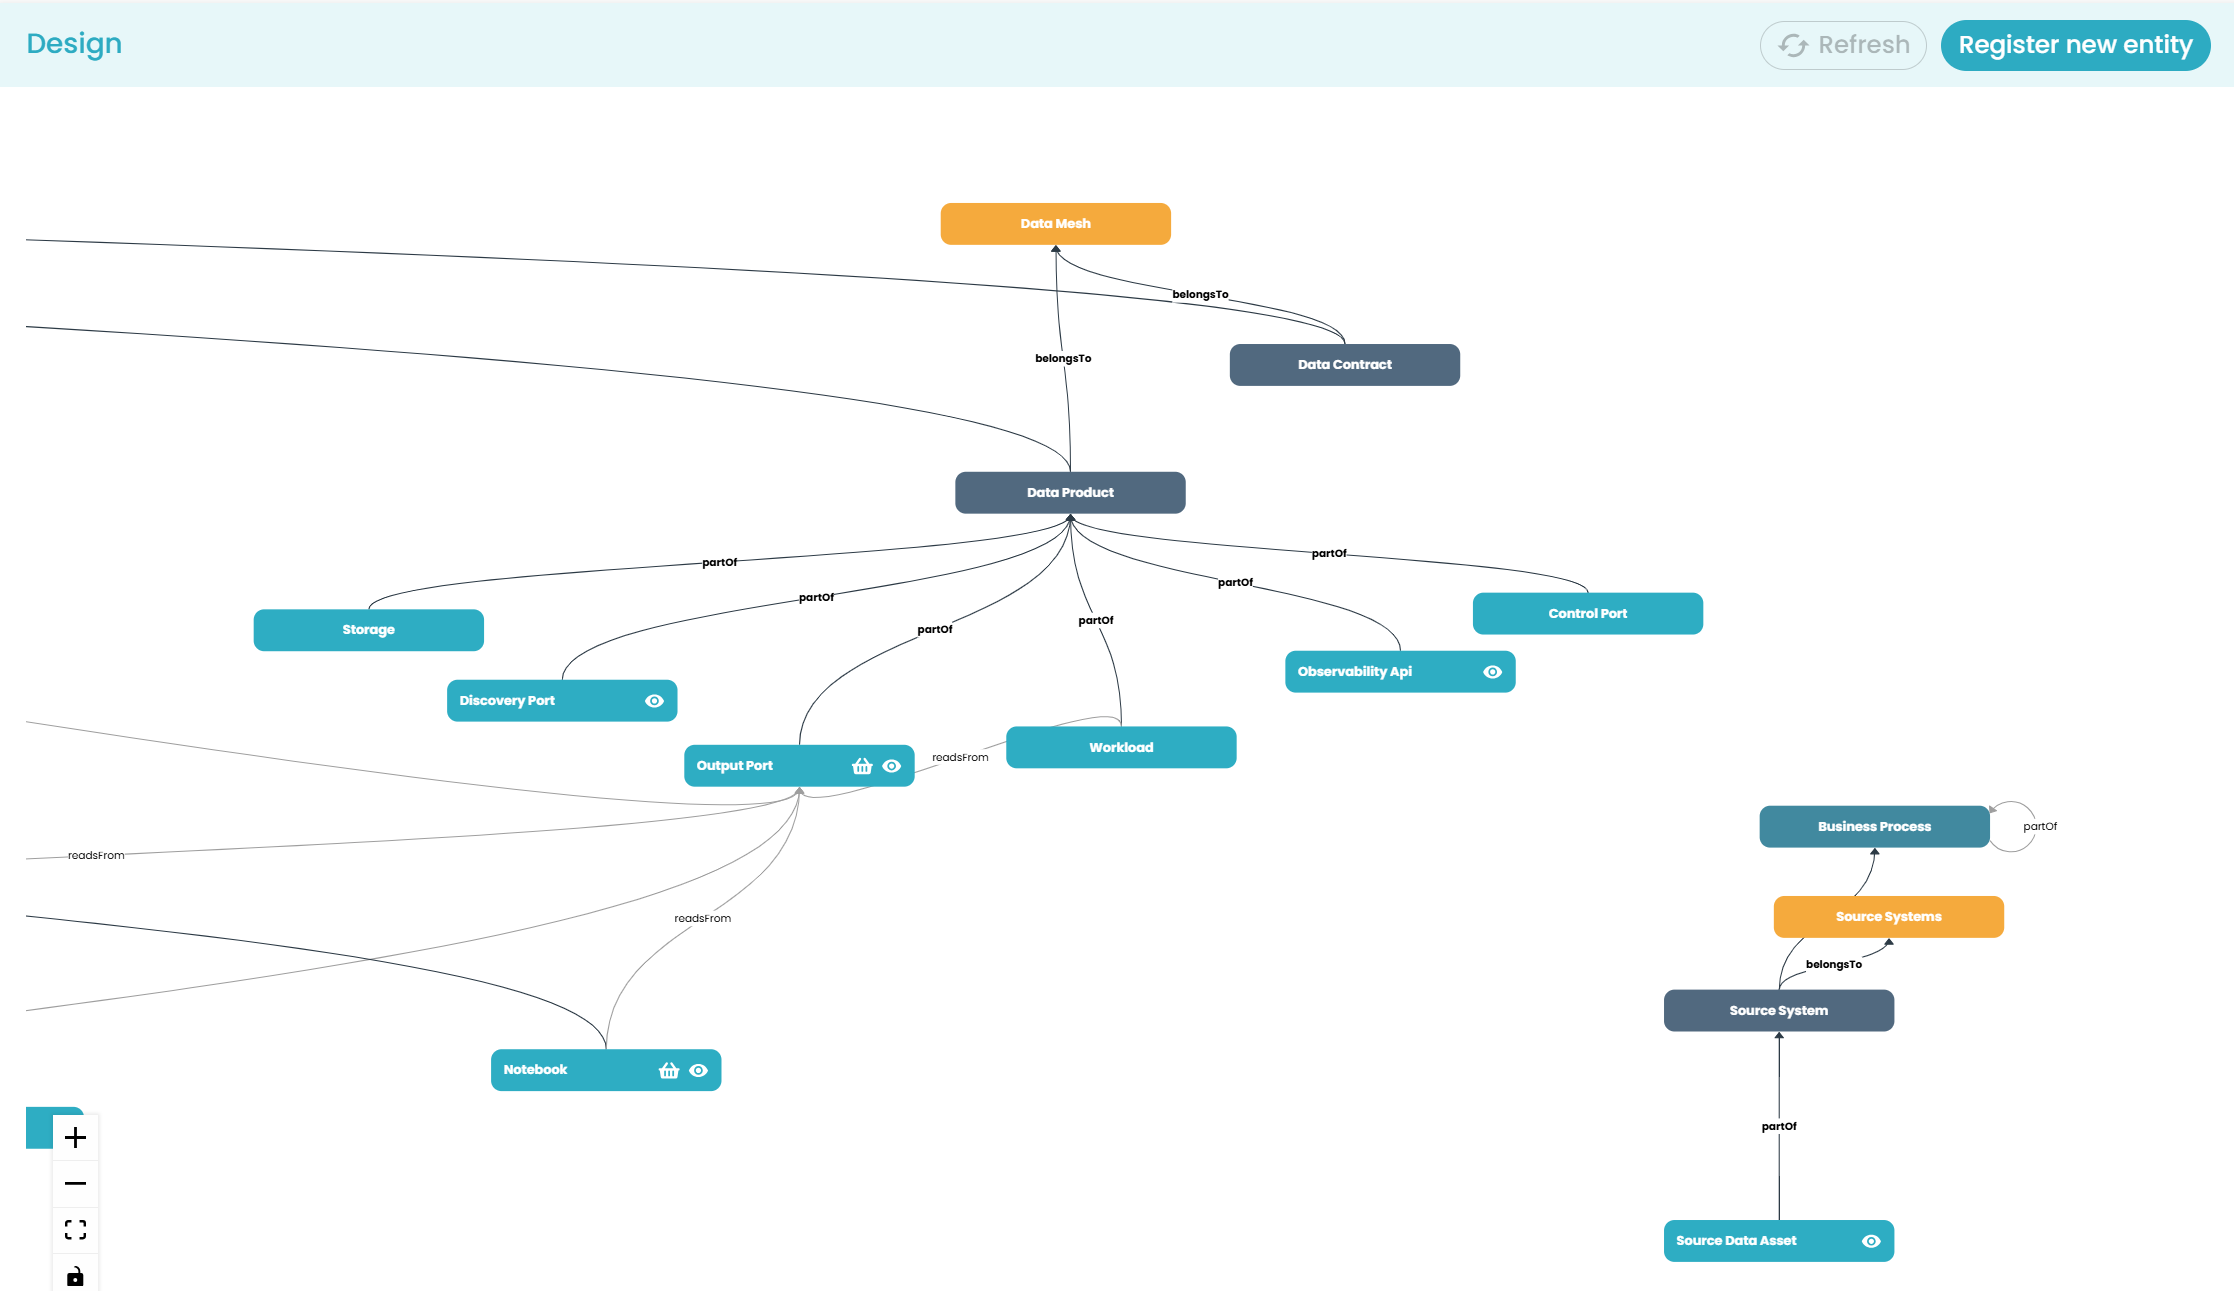 Design
Refresh
Register new entity
Data Mesh
belongsTo
belongsTo
Data Contract
Data Product
partOf
partOf
partOf
partOf
partOf
partOf
Storage
Control Port
Observability Api
Discovery Port
Workload
Output Port
readsFrom
Business Process
partOf
readsFrom
readsFrom
Source Systems
belongsTo
Source System
Notebook
partOf
Source Data Asset